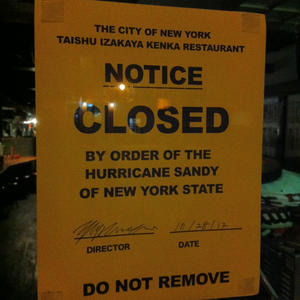 THE CITY OF NEW YORK
TAISHU IZAKAYA KENKA RESTAURANT
NOTICE
CLOSED
BY ORDER OF THE
HURRICANE SANDY
OF NEW YORK STATE
10/28/12
DIRECTOR DATE
DO NOT REMOVE